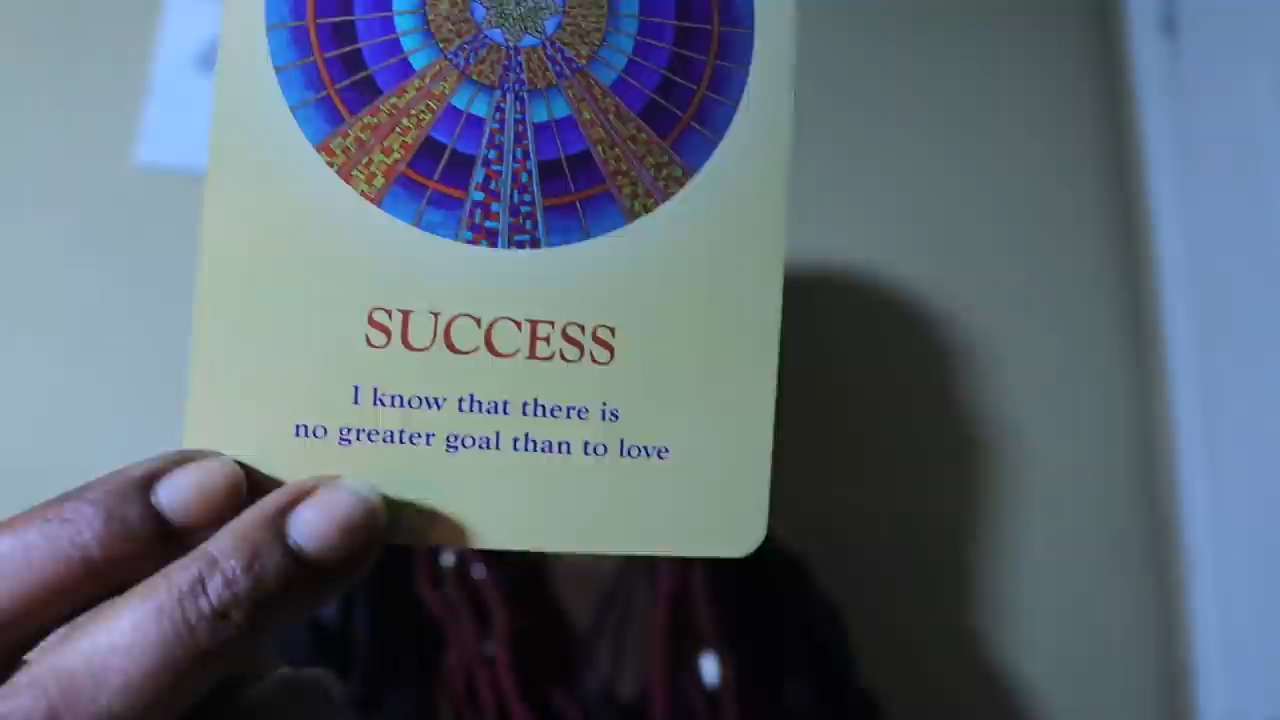 SUCCESS
I know that there is
no greater goal than to love